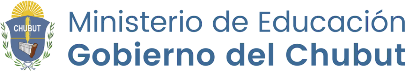 CHUBUT
Ministerio de Educación
Gobierno del Chubut